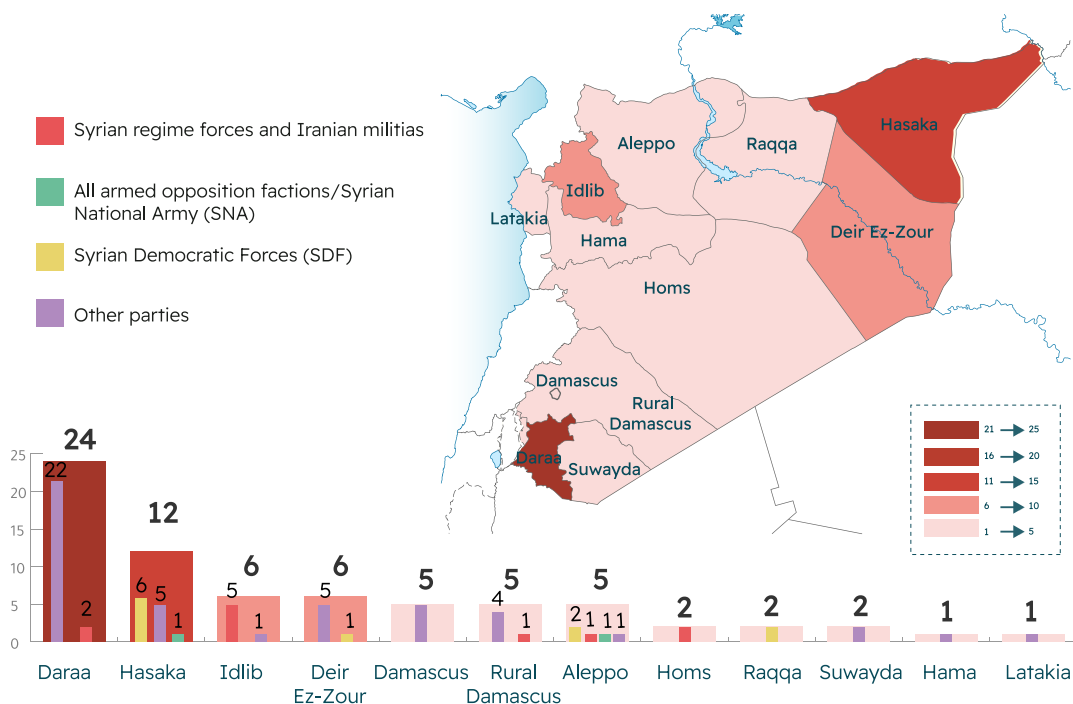 Syrian regime forces and Iranian militias
All armed opposition factions/Syrian
National Army (SNA)
Syrian Democratic Forces (SDF)
Other parties
Hasaka
Aleppo
Raqqa
Idlib
Latakia
Deir Ez-Zour
Hama
Homs
Damascus
Rural
Damascus
Daraa
Suwayda
21 25
16 20
11 15
6 10
1 5
25
20
15
10
5
0
24
22
2
12
6
5
1
6
5
1
6
5
1
5
5
4
1
5
2
1
1
1
2
2
2
1
1
Daraa
Hasaka
Idlib
Deir
Ez-Zour
Damascus
Rural
Damascus
Aleppo
Homs
Raqqa
Suwayda
Hama
Latakia